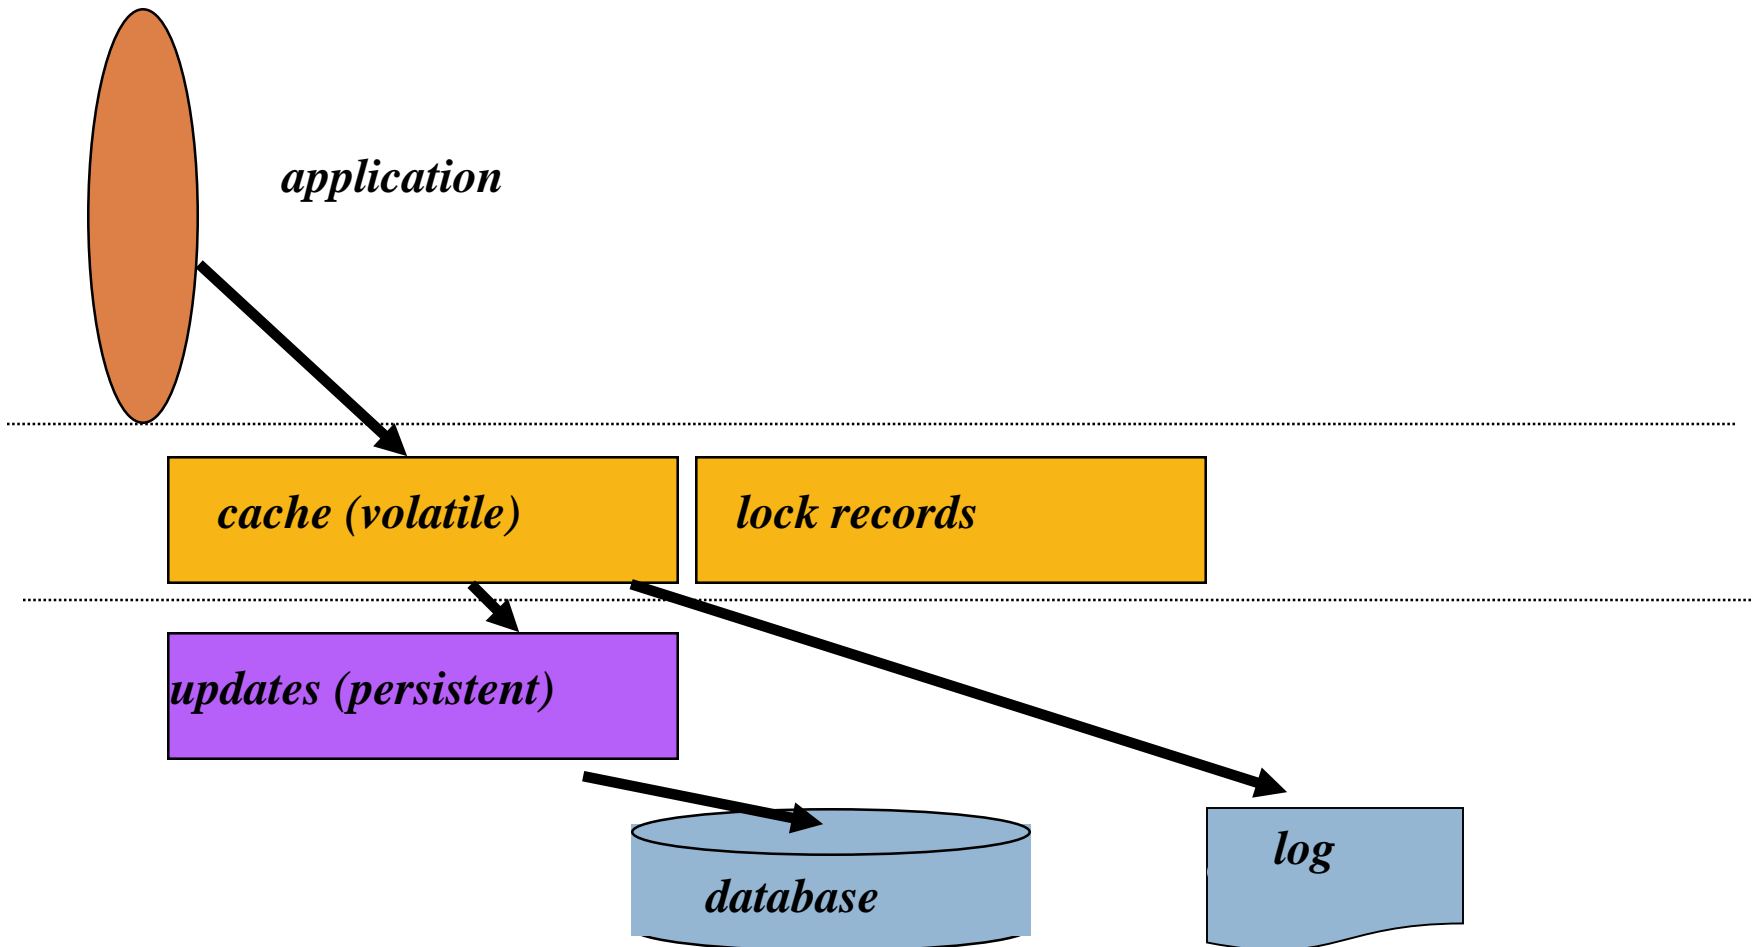 application
cache (volatile)
lock records
updates (persistent)
log
database